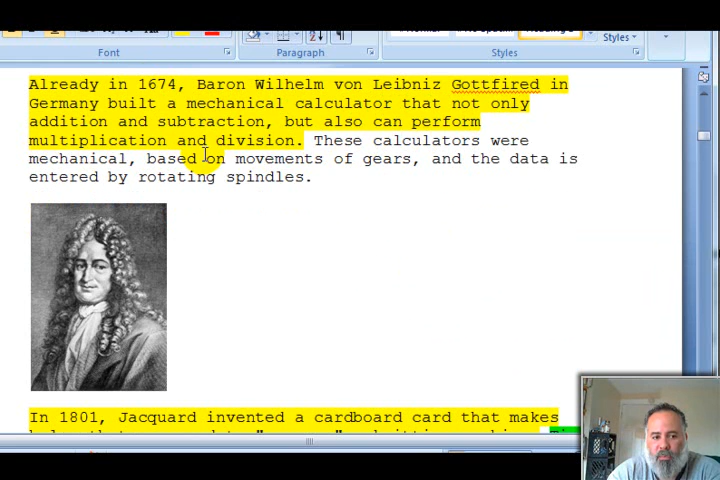 Font
Paragraph
Styles
Styles
Already in 1674, Baron Wilhelm von Leibniz Gottfired in
Germany built a mechanical calculator that not only
addition and subtraction, but also can perform
multiplication and division. These calculators were
mechanical, based on movements of gears, and the data is
entered by rotating spindles.
In 1801, Jacquard invented a cardboard card that makes